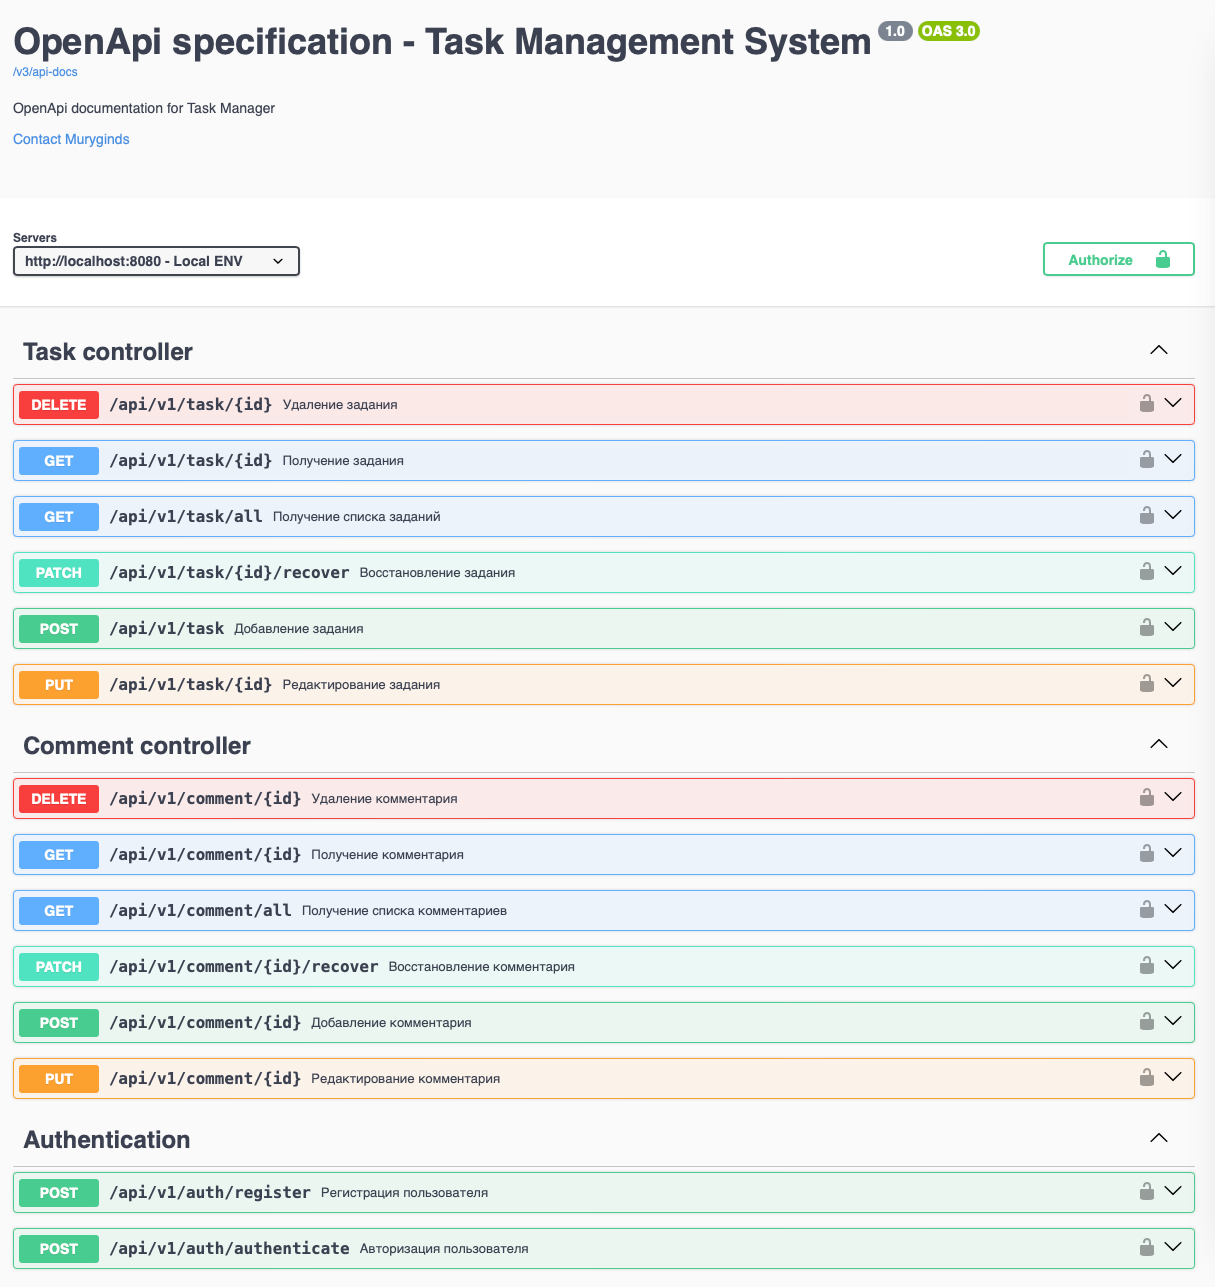 OpenApi specification - Task Management System 1.0 OAS 3.0
/v3/api-docs
OpenApi documentation for Task Manager
Contact Muryginds
Servers
http://localhost:8080 - Local ENV
Authorize
Task controller
DELETE /api/v1/task/{id} Удаление задания
GET /api/v1/task/{id} Получение задания
GET /api/v1/task/all Получение списка заданий
PATCH /api/v1/task/{id}/recover Восстановление задания
POST /api/v1/task Добавление задания
PUT /api/v1/task/{id} Редактирование задания
Comment controller
DELETE /api/v1/comment/{id} Удаление комментария
GET /api/v1/comment/{id} Получение комментария
GET /api/v1/comment/all Получение списка комментариев
PATCH /api/v1/comment/{id}/recover Восстановление комментария
POST /api/v1/comment/{id} Добавление комментария
PUT /api/v1/comment/{id} Редактирование комментария
Authentication
POST /api/v1/auth/register Регистрация пользователя
POST /api/v1/auth/authenticate Авторизация пользователя